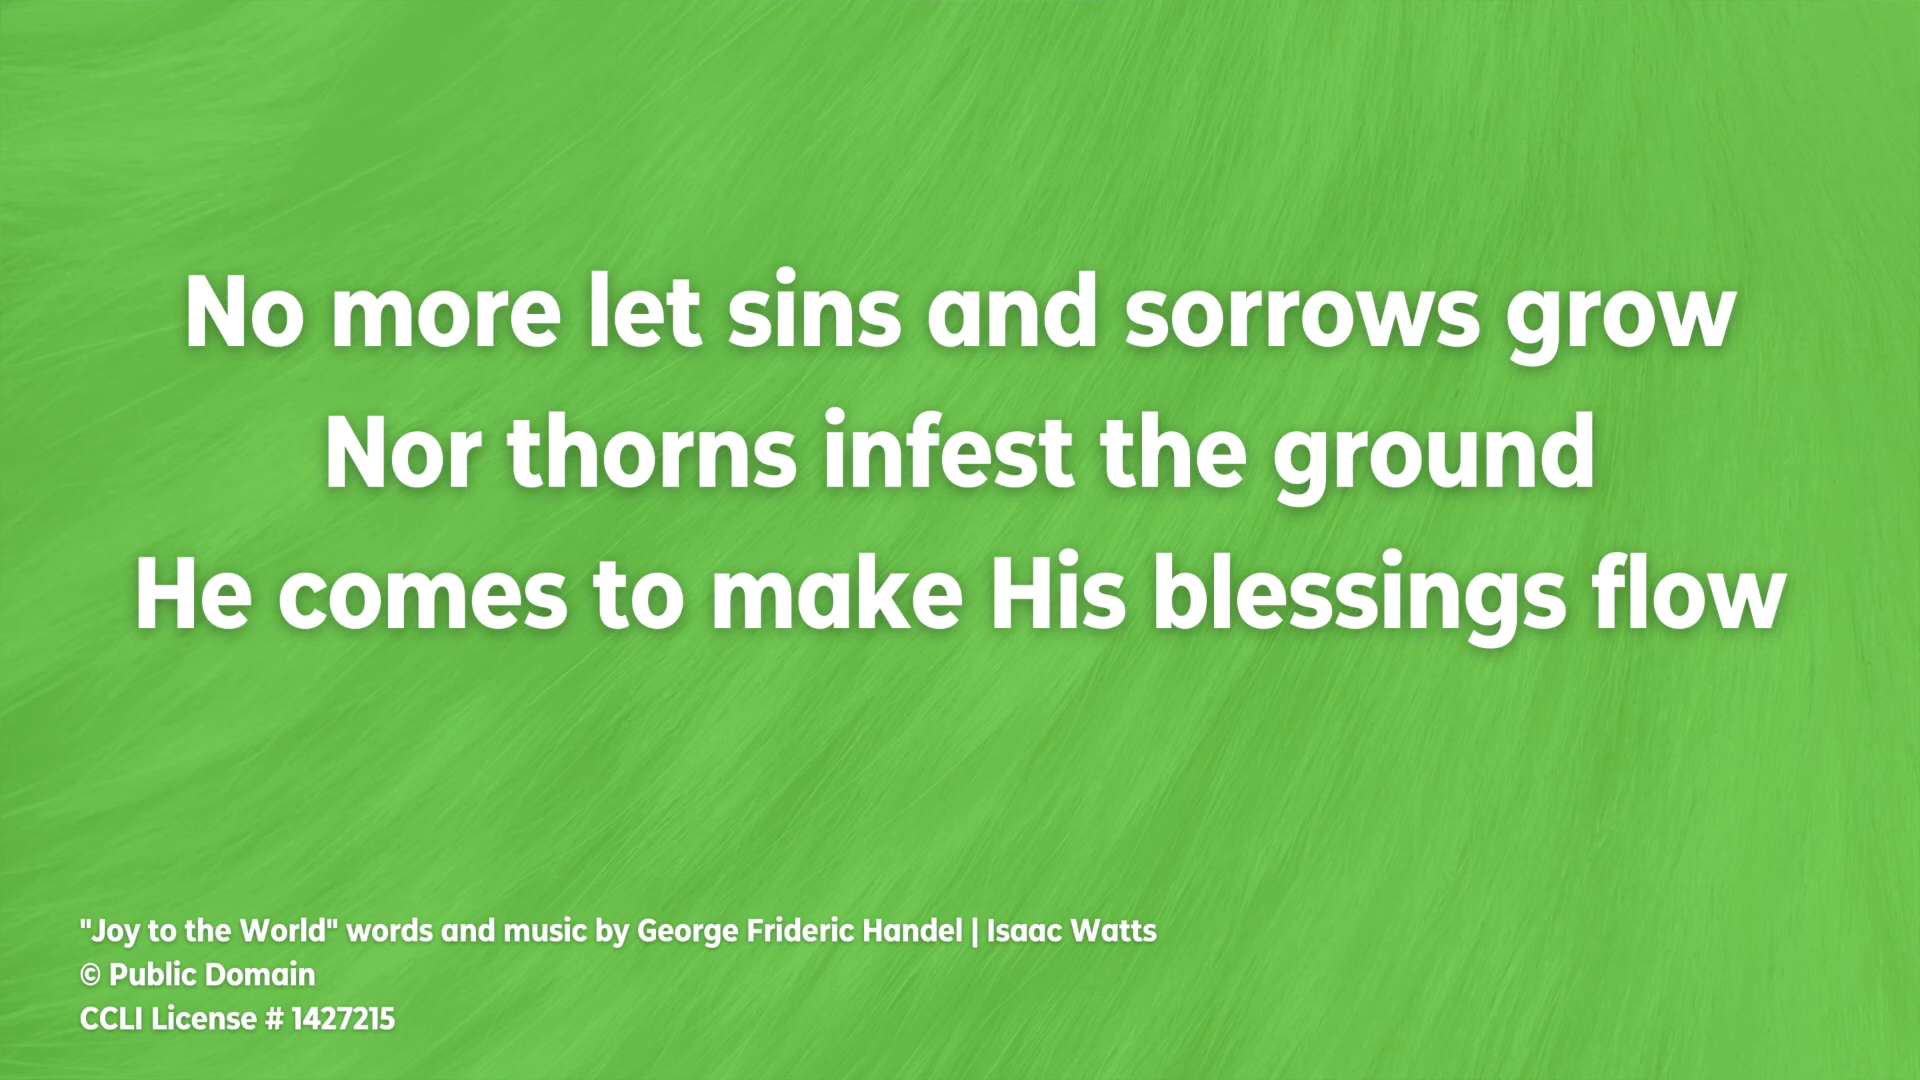 No more let sins and sorrows grow
Nor thorns infest the ground
He comes to make His blessings flow
"Joy to the World" words and music by George Frideric Handel | Isaac Watts
© Public Domain
CCLI License # 1427215